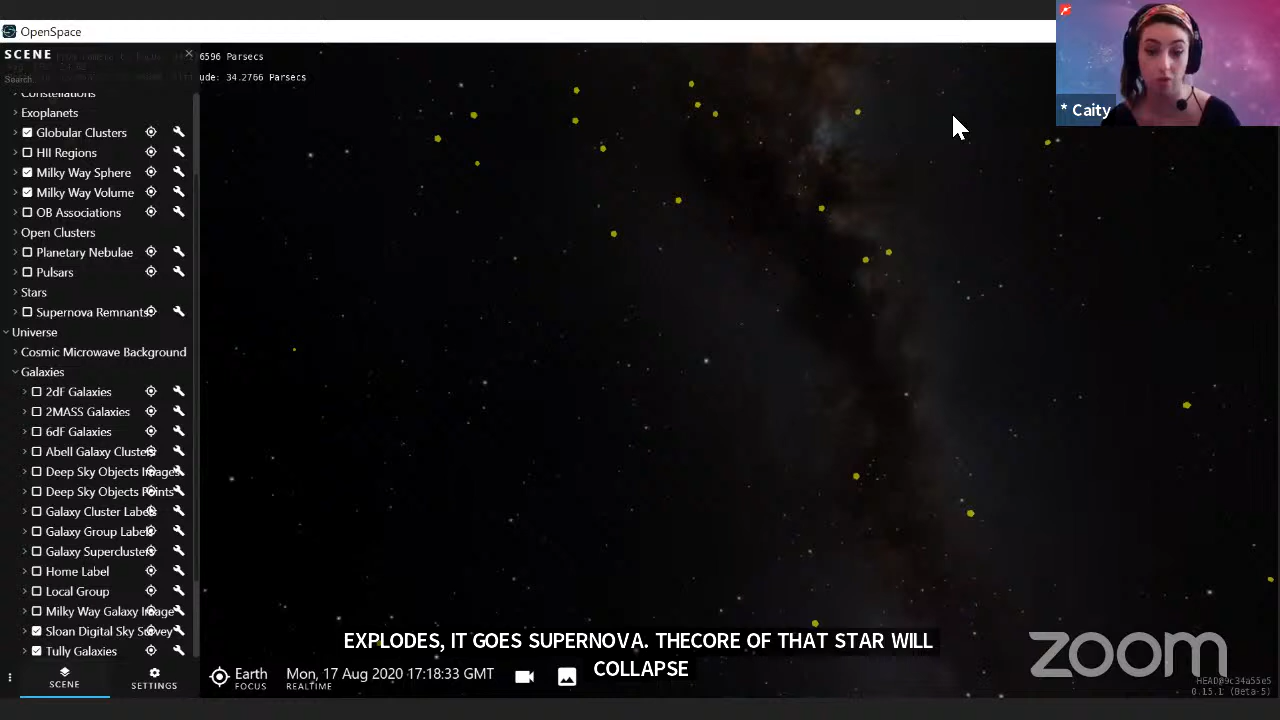 OpenSpace
SCENE
6596 Parsecs
Search
ude: 34.2766 Parsecs
Constellations
Exoplanets
Globular Clusters
HII Regions
Milky Way Sphere
Milky Way Volume
OB Associations
Open Clusters
Planetary Nebulae
Pulsars
Stars
Supernova Remnants
Universe
Cosmic Microwave Background
Galaxies
2dF Galaxies
2MASS Galaxies
6dF Galaxies
Abell Galaxy Clusters
Deep Sky Objects Images
Deep Sky Objects Points
Galaxy Cluster Labels
Galaxy Group Labels
Galaxy Superclusters
Home Label
Local Group
Milky Way Galaxy Image
Sloan Digital Sky Survey
Tully Galaxies
SCENE
SETTINGS
* Caity
EXPLODES, IT GOES SUPERNOVA. THECORE OF THAT STAR WILL
COLLAPSE
Earth
FOCUS
Mon, 17 Aug 2020 17:18:33 GMT
REALTIME
zoom
0.15.1 (Beta-5)